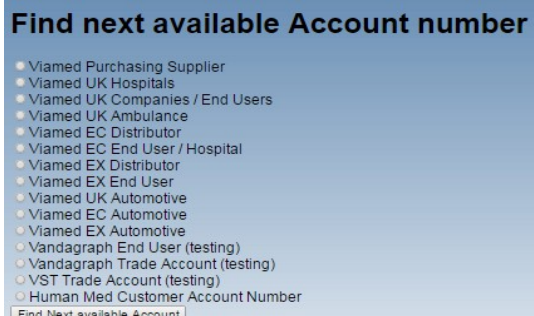 Find next available Account number
Viamed Purchasing Supplier
Viamed UK Hospitals
Viamed UK Companies / End Users
Viamed UK Ambulance
Viamed EC Distributor
Viamed EC End User / Hospital
Viamed EX Distributor
Viamed EX End User
Viamed UK Automotive
Viamed EC Automotive
Viamed EX Automotive
Vandagraph End User (testing)
Vandagraph Trade Account (testing)
VST Trade Account (testing)
Human Med Customer Account Number
Find Next available Account